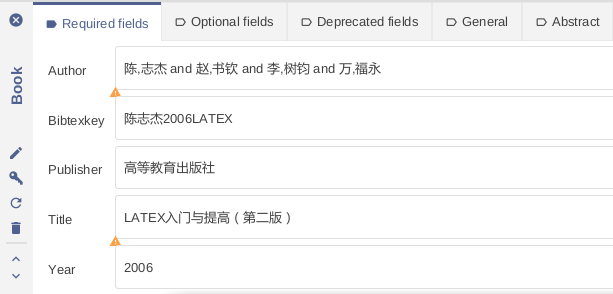 Required fields
Optional fields
Deprecated fields
General
Abstract
Book
Author
陈,志杰 and 赵,书钦 and 李,树钧 and 万,福永
Bibtexkey
陈志杰2006LATEX
Publisher
高等教育出版社
Title
LATEX入门与提高（第二版）
Year
2006